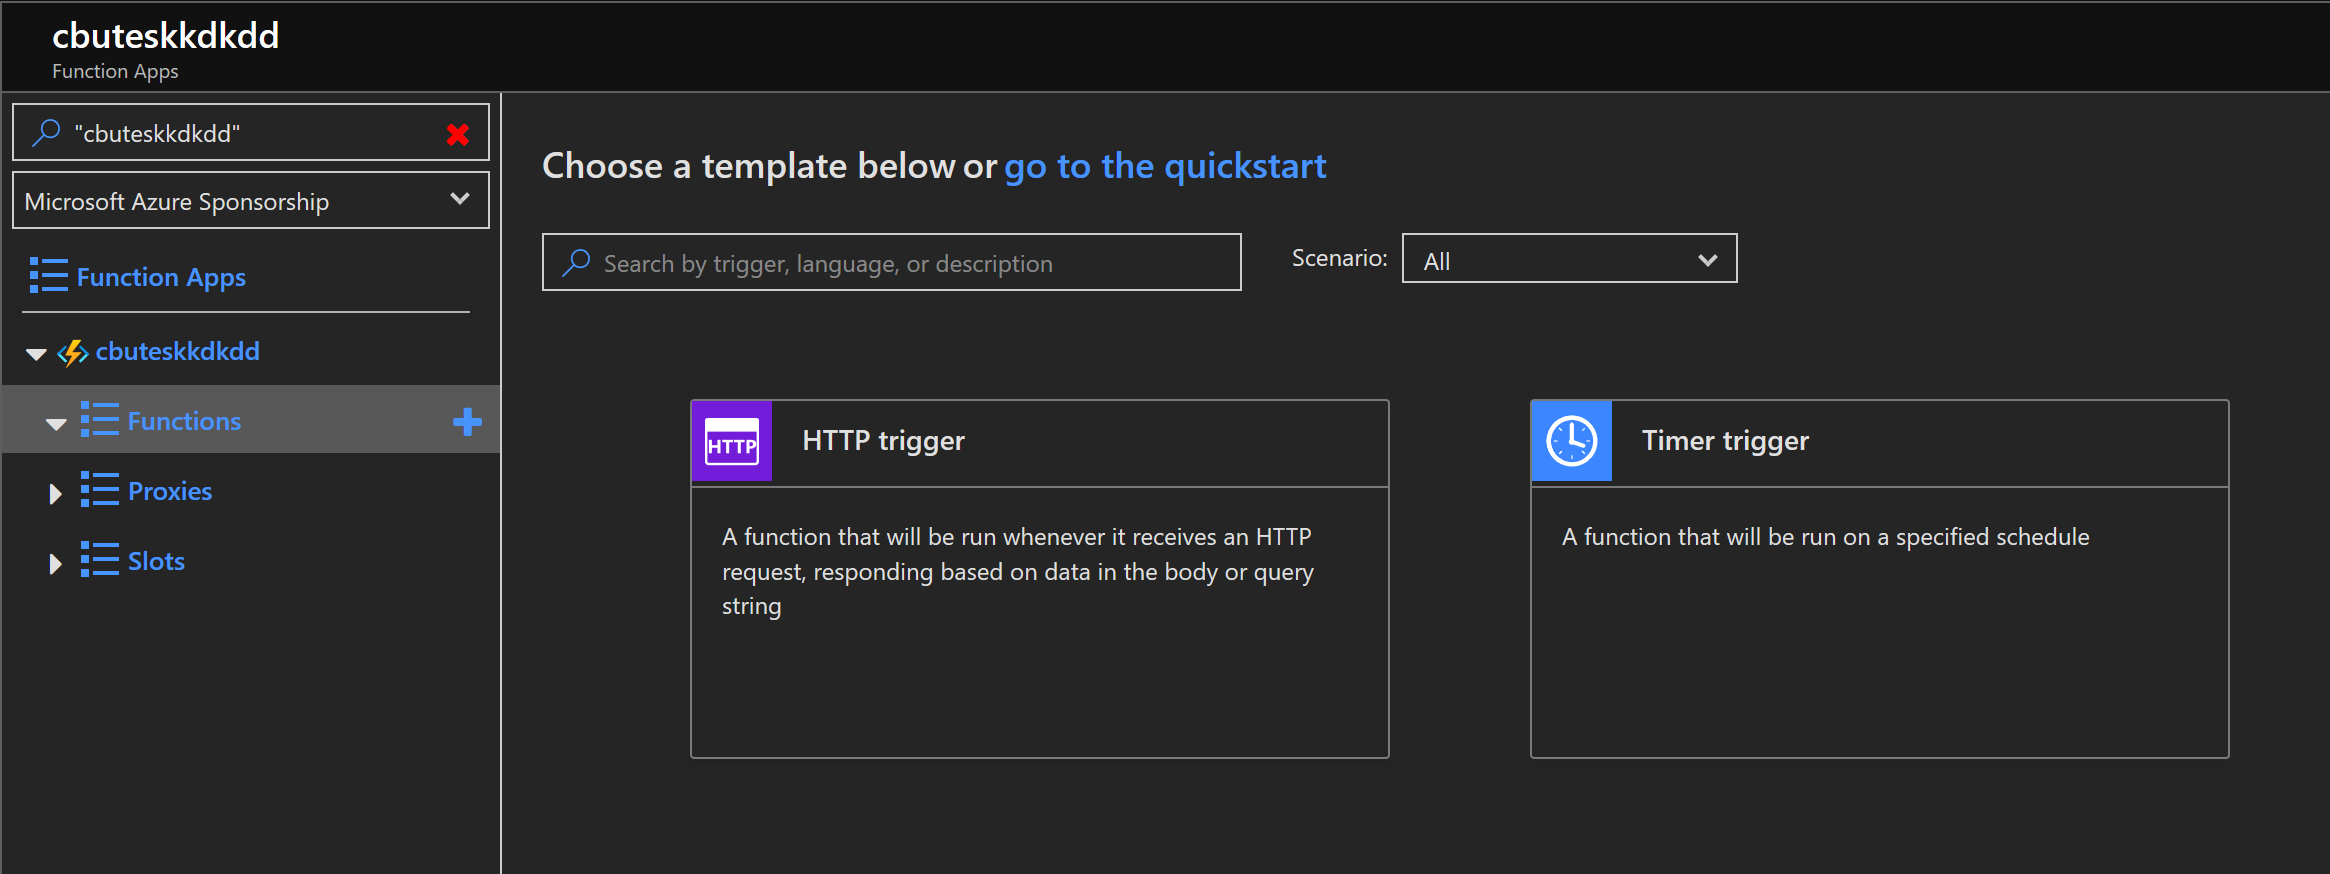 cbuteskkdkdd
Function Apps
"cbuteskkdkdd"
Microsoft Azure Sponsorship
Function Apps
cbuteskkdkdd
Functions
Proxies
Slots
Choose a template below or go to the quickstart
Search by trigger, language, or description
Scenario: All
HTTP
HTTP trigger
A function that will be run whenever it receives an HTTP
request, responding based on data in the body or query
string
Timer trigger
A function that will be run on a specified schedule